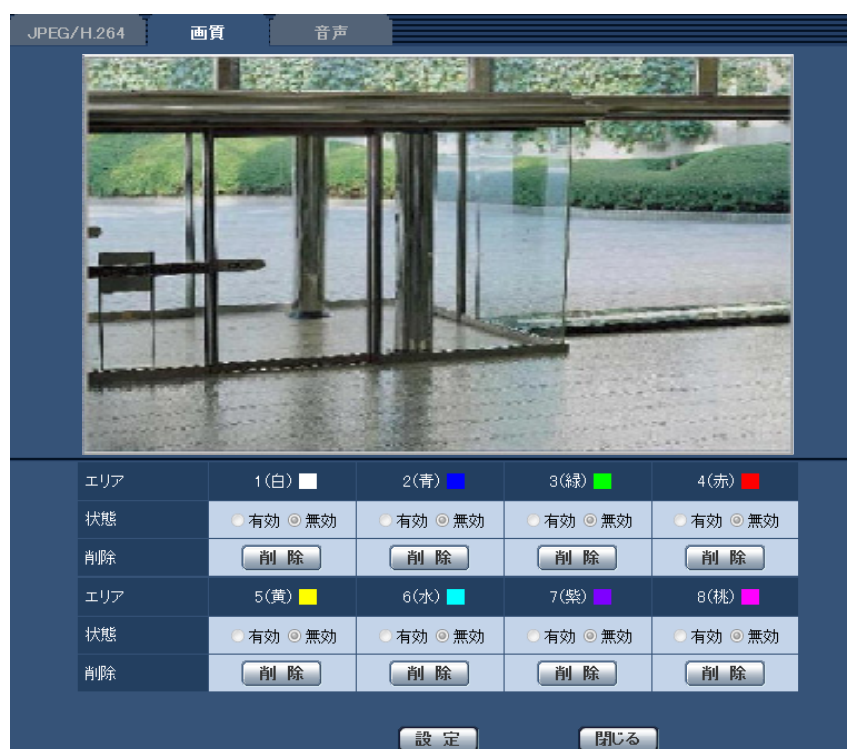 JPEG/H.264 画質 音声
エリア 1(白) 2(青) 3(緑) 4(赤)
状態 有効 無効 有効 無効 有効 無効 有効 無効
削除 削除 削除 削除 削除
エリア 5(黄) 6(水) 7(紫) 8(桃)
状態 有効 無効 有効 無効 有効 無効 有効 無効
削除 削除 削除 削除 削除
設定 閉じる